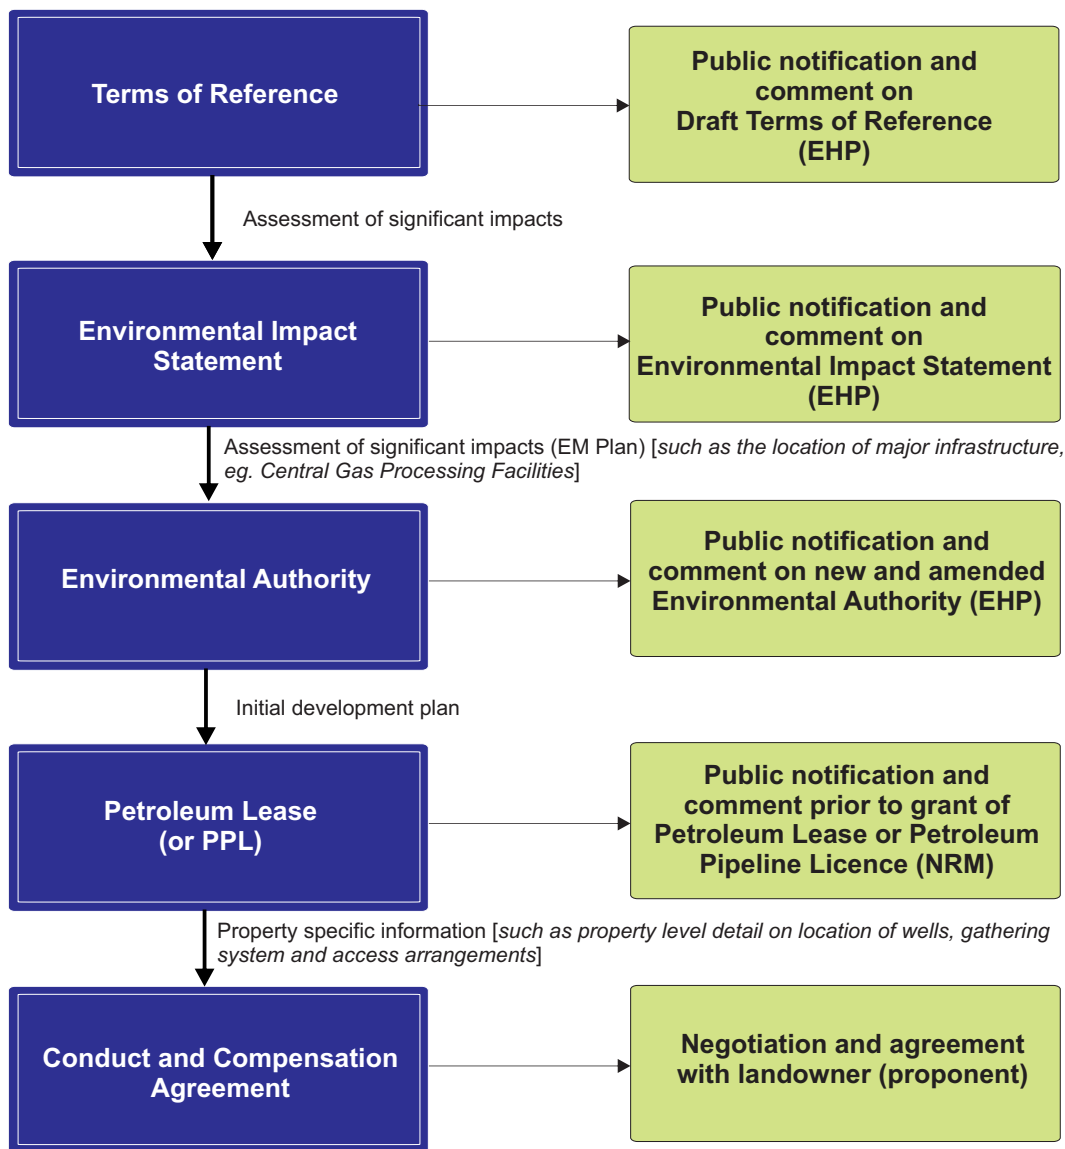 Terms of Reference
Public notification and
comment on
Draft Terms of Reference
(EHP)
Assessment of significant impacts
Environmental Impact
Statement
Public notification and
comment on
Environmental Impact Statement
(EHP)
Assessment of significant impacts (EM Plan) [such as the location of major infrastructure,
eg. Central Gas Processing Facilities]
Environmental Authority
Public notification and
comment on new and amended
Environmental Authority (EHP)
Initial development plan
Petroleum Lease
(or PPL)
Public notification and
comment prior to grant of
Petroleum Lease or Petroleum
Pipeline Licence (NRM)
Property specific information [such as property level detail on location of wells, gathering
system and access arrangements]
Conduct and Compensation
Agreement
Negotiation and agreement
with landowner (proponent)